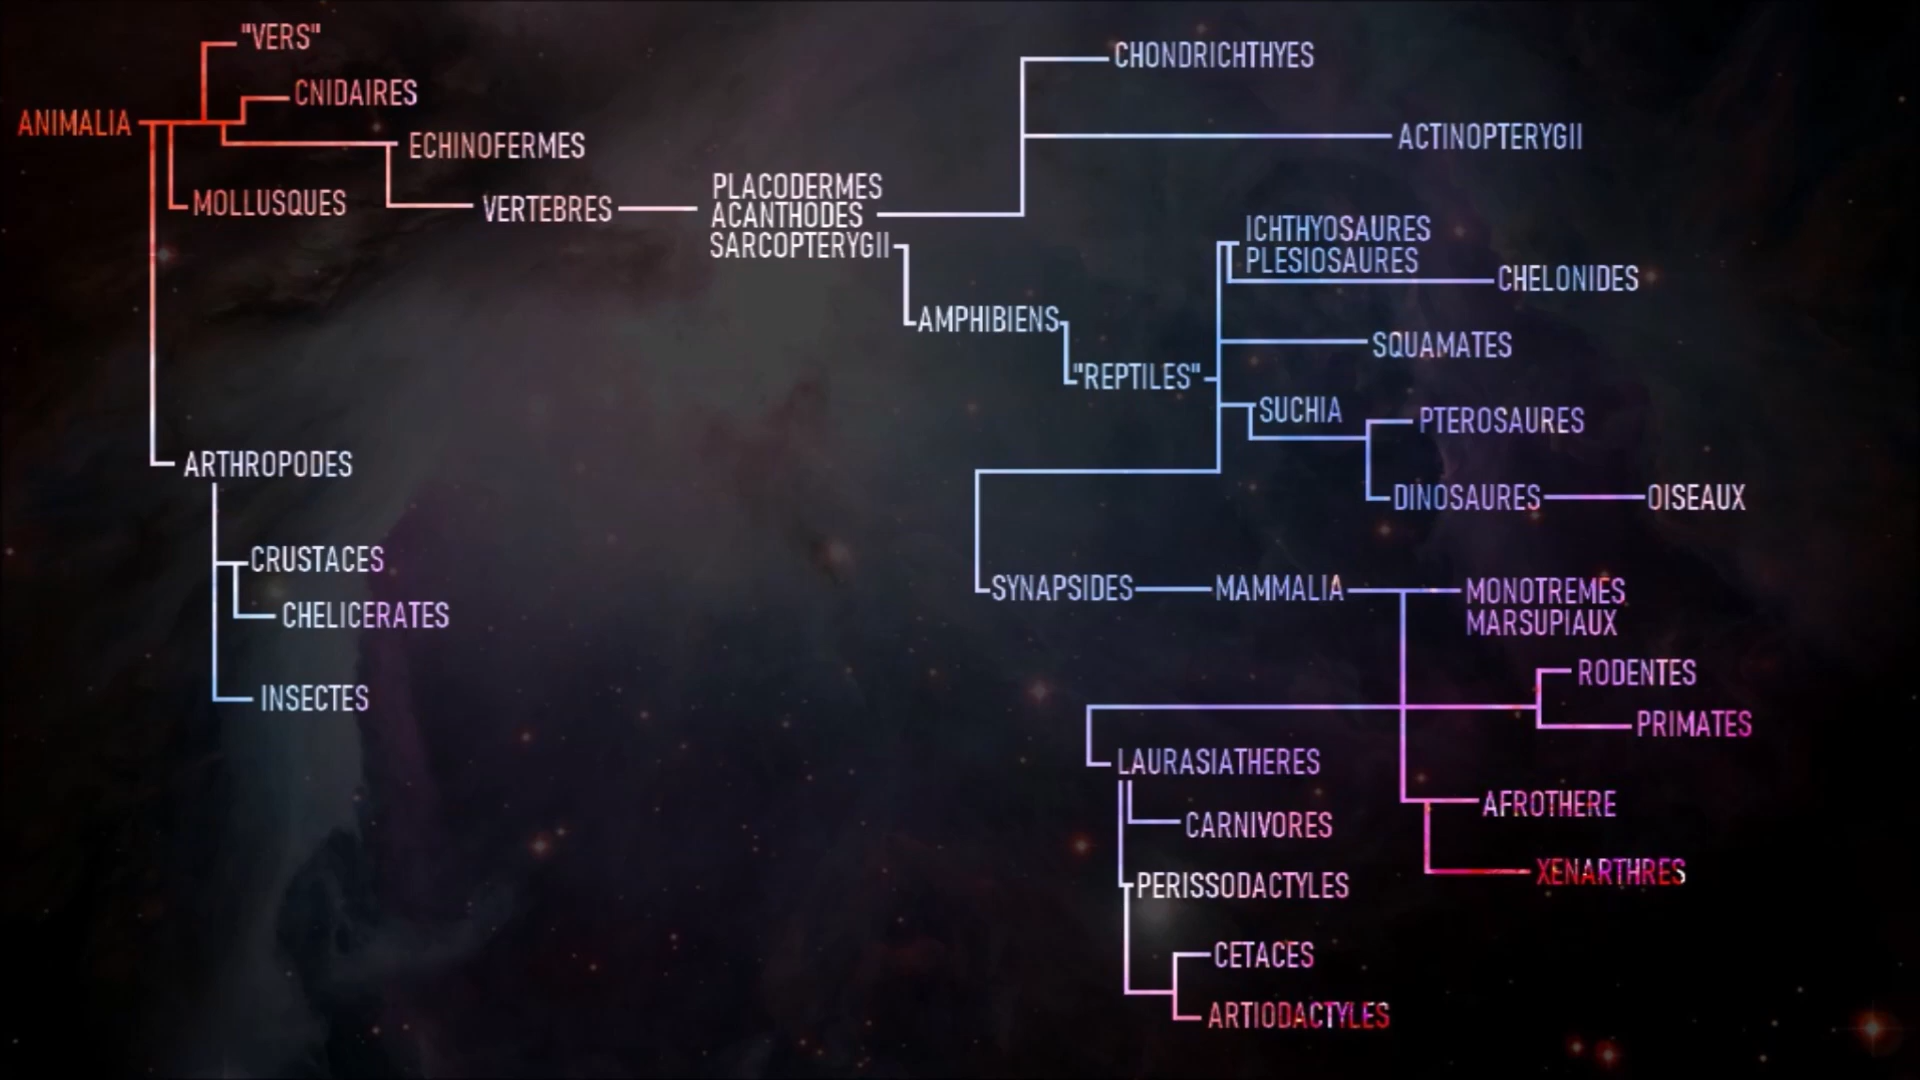 "VERS"
CNIDAIRES
ANIMALIA
ECHINOFERMES
MOLLUSQUES
VERTEBRES
PLACODERMES
ACANTHODES
SARCOPTERYGII
CHONDRICHTHYES
ACTINOPTERYGII
AMPHIBIENS
"REPTILES"
ICHTHYOSAURES
PLESIOSAURES
CHELONIDES
SQUAMATES
SUCHIA
PTEROSAURES
DINOSAURES
OISEAUX
ARTHROPODES
CRUSTACES
CHELICERATES
INSECTES
SYNAPSIDES
MAMMALIA
MONOTREMES
MARSUPIAUX
RODENTES
PRIMATES
LAURASIATHERES
CARNIVORES
PERISSODACTYLES
CETACES
ARTIODACTYLES
AFROTHERE
XENARTHRES